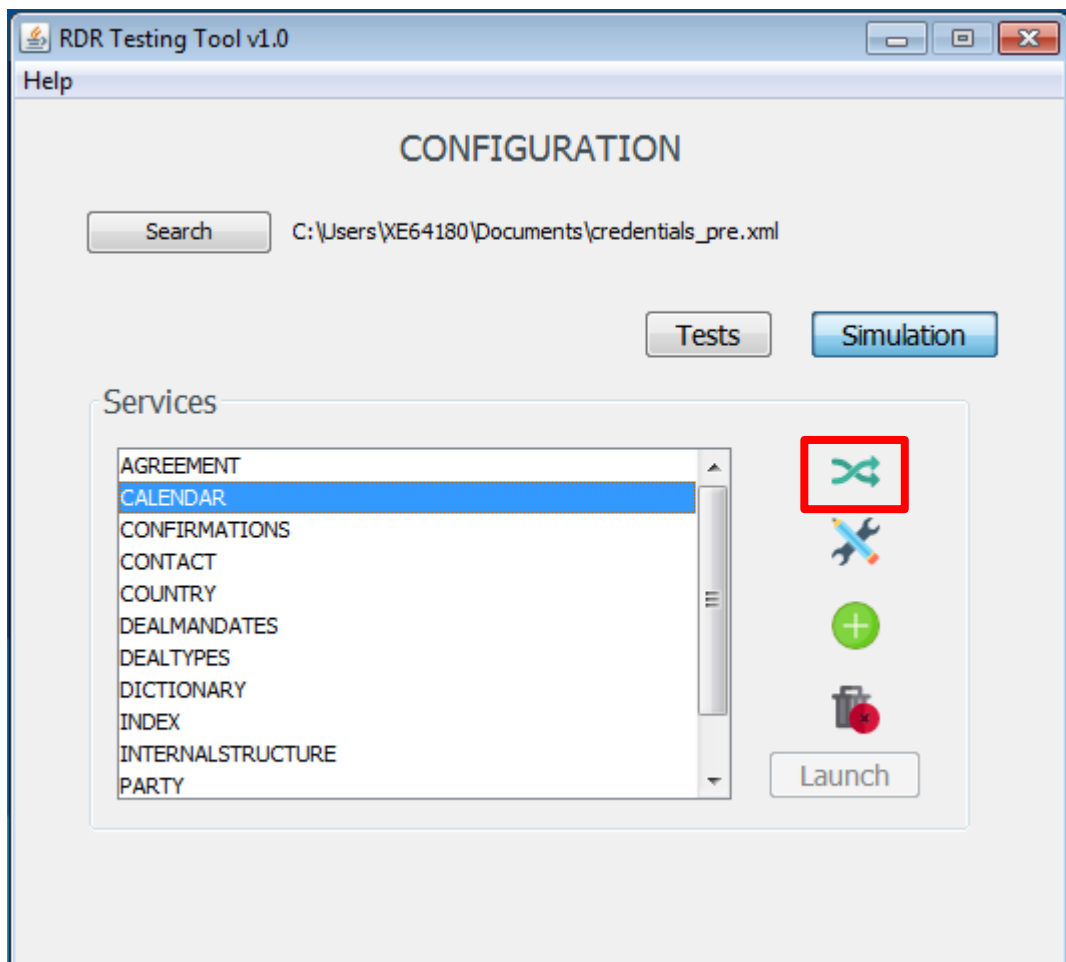 RDR Testing Tool v1.0
Help
CONFIGURATION
Search C:\Users\XE64180\Documents\credentials_pre.xml
Tests Simulation
Services
AGREEMENT
CALENDAR
CONFIRMATIONS
CONTACT
COUNTRY
DEALMANDATES
DEALTYPES
DICTIONARY
INDEX
INTERNALSTRUCTURE
PARTY
Launch